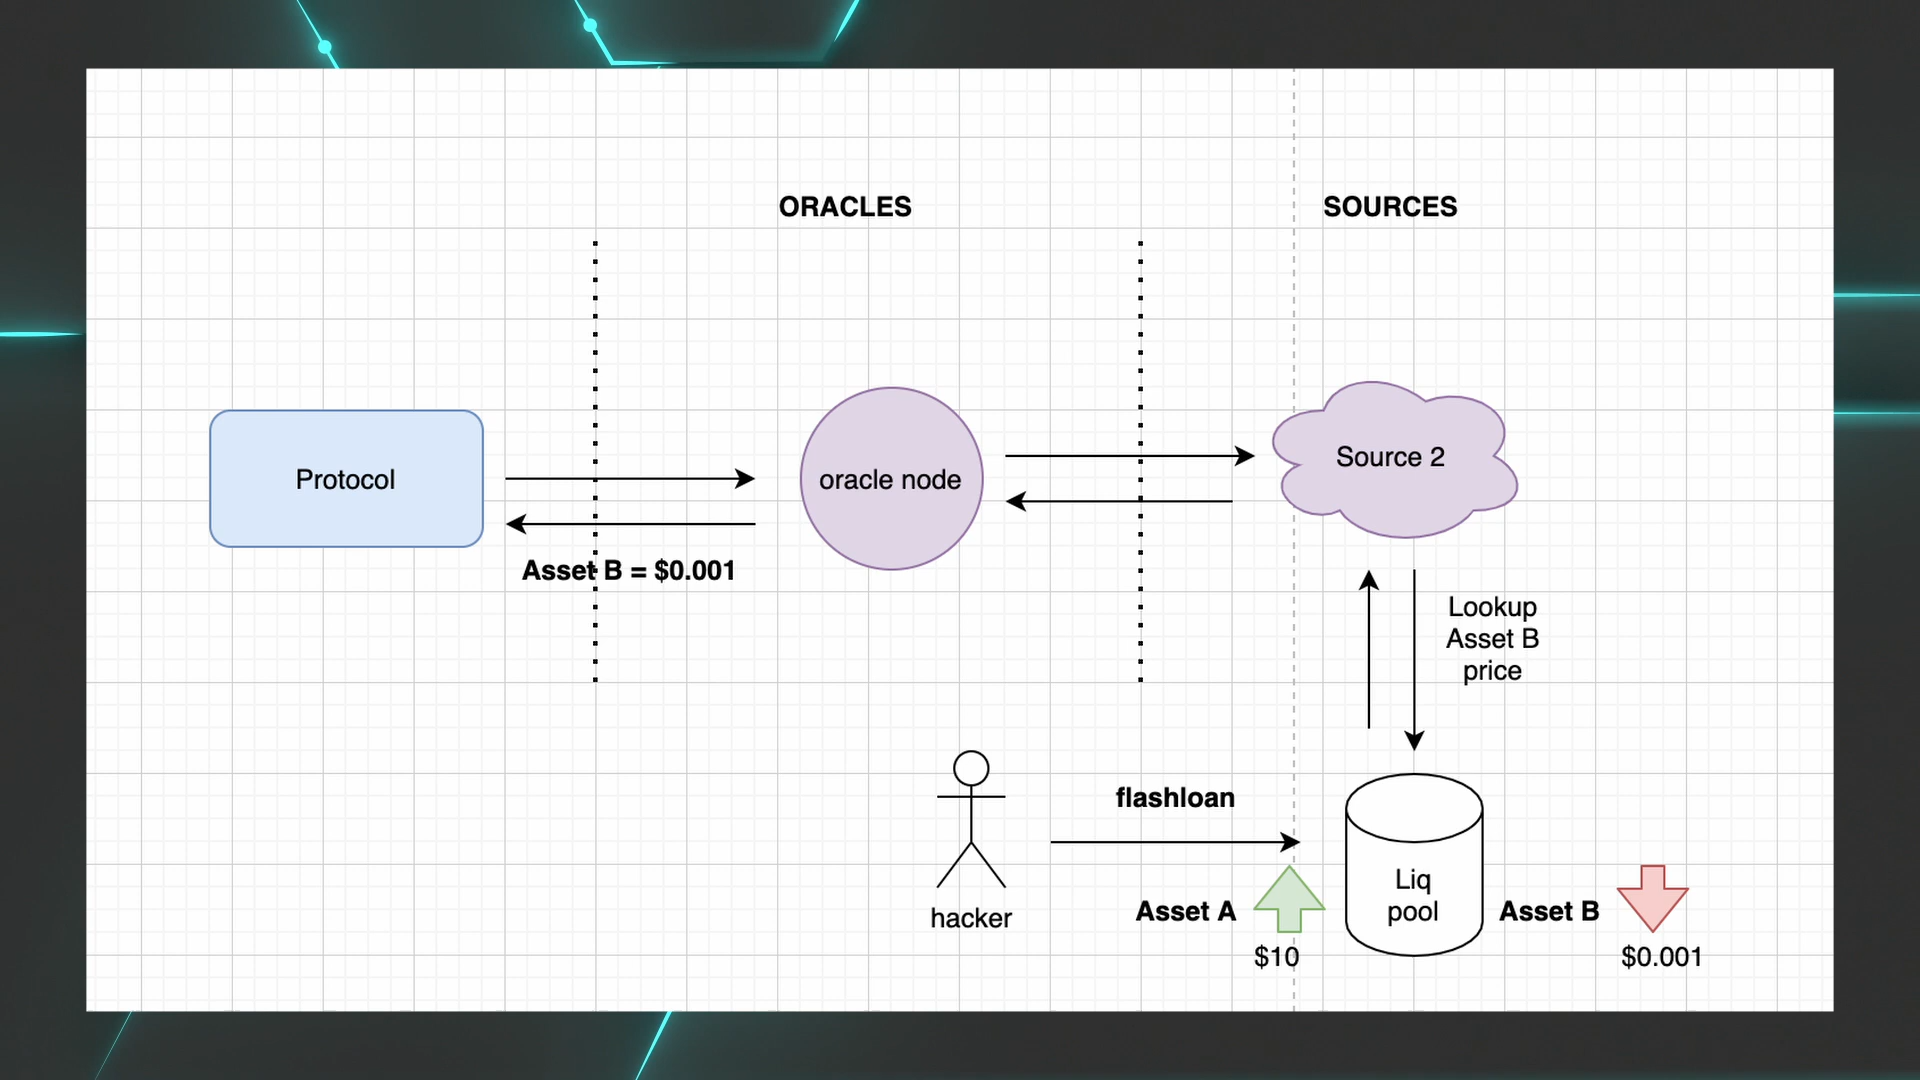 ORACLES
SOURCES
Protocol
oracle node
Source 2
Asset B = $0.001
Lookup
Asset B
price
flashloan
hacker
Asset A
$10
Liq
pool
Asset B
$0.001